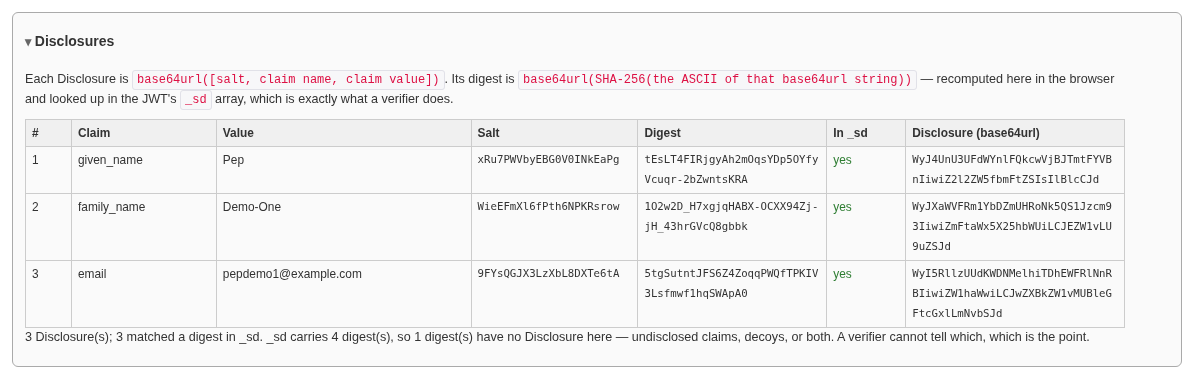 ▾ Disclosures
Each Disclosure is base64url([salt, claim name, claim value]). Its digest is base64url(SHA-256(the ASCII of that base64url string)) — recomputed here in the browser
and looked up in the JWT's _sd array, which is exactly what a verifier does.
# Claim Value Salt Digest In _sd Disclosure (base64url)
1 given_name Pep xRu7PWVbyEBG0V0INkEaPg tEsLT4FIRjgyAh2mOqsYDp5OYfy yes WyJ4UnU3UFdWYnlFQkcwVjBJTmtFYVB
Vcuqr-2bZwntsKRA nIiwiZ2l2ZW5fbmFtZSIsIlBlcCJd
2 family_name Demo-One WieEFmXl6fPth6NPKRsrow 1O2w2D_H7xgjqHABX-OCXX94Zj- yes WyJXaWVFRm1YbDZmUHRoNk5QS1Jzcm9
jH_43hrGVcQ8gbbk 3IiwiZmFtaWx5X25hbWUiLCJEZW1vLU
9uZSJd
3 email pepdemo1@example.com 9FYsQGJX3LzXbL8DXTe6tA 5tgSutntJFS6Z4ZoqqPWQfTPKIV yes WyI5RllzUUdKWDNMelhiTDhEWFRlNnR
3Lsfmwf1hqSWApA0 BIiwiZW1haWwiLCJwZXBkZW1vMUBleG
FtcGxlLmNvbSJd
3 Disclosure(s); 3 matched a digest in _sd. _sd carries 4 digest(s), so 1 digest(s) have no Disclosure here — undisclosed claims, decoys, or both. A verifier cannot tell which, which is the point.